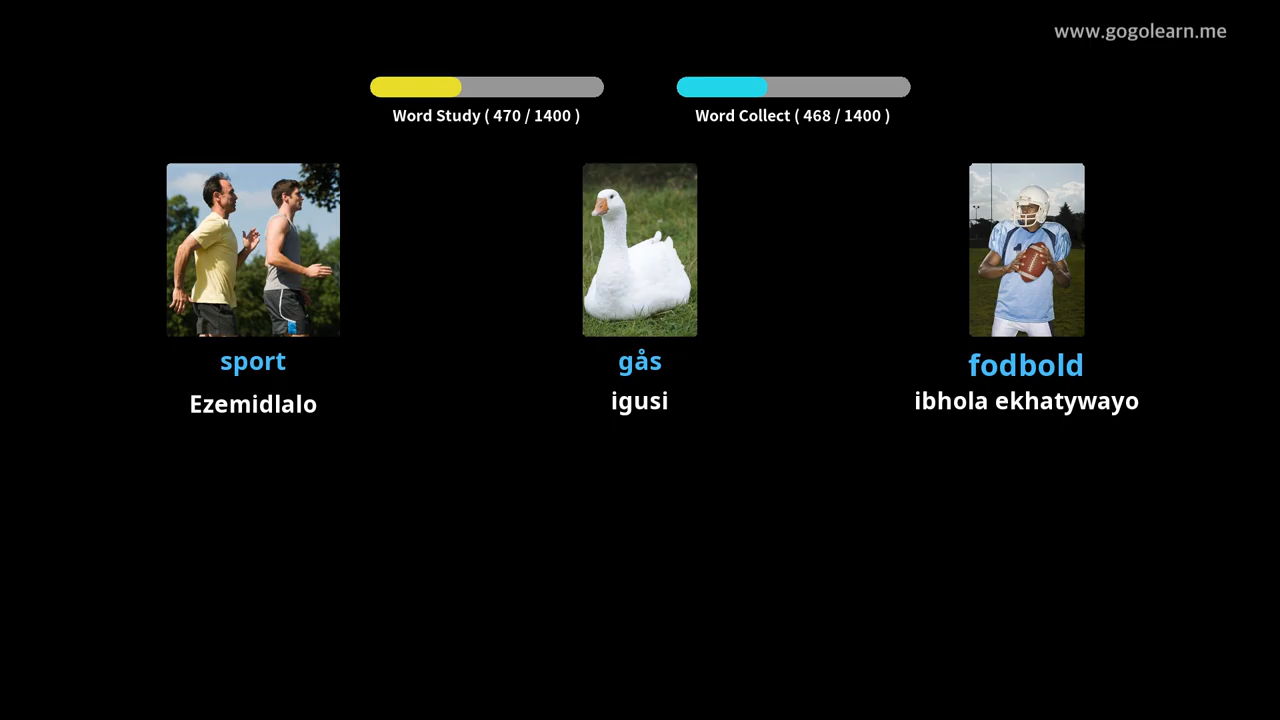 www.gogolearn.me
Word Study ( 470 / 1400 )
Word Collect ( 468 / 1400 )
sport
gås
fodbold
Ezemidlalo
igusi
ibhola ekhatywayo